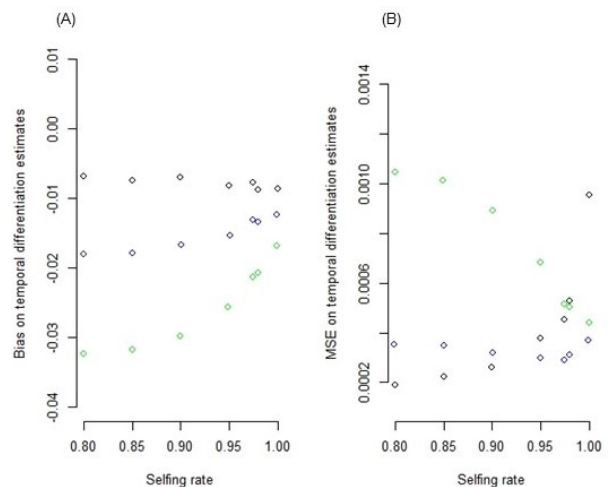 (A)
Bias on temporal differentiation estimates
0.01
0.00
-0.01
-0.02
-0.03
-0.04
0.80 0.85 0.90 0.95 1.00
Selfing rate
(B)
MSE on temporal differentiation estimates
0.0014
0.0010
0.0006
0.0002
0.80 0.85 0.90 0.95 1.00
Selfing rate